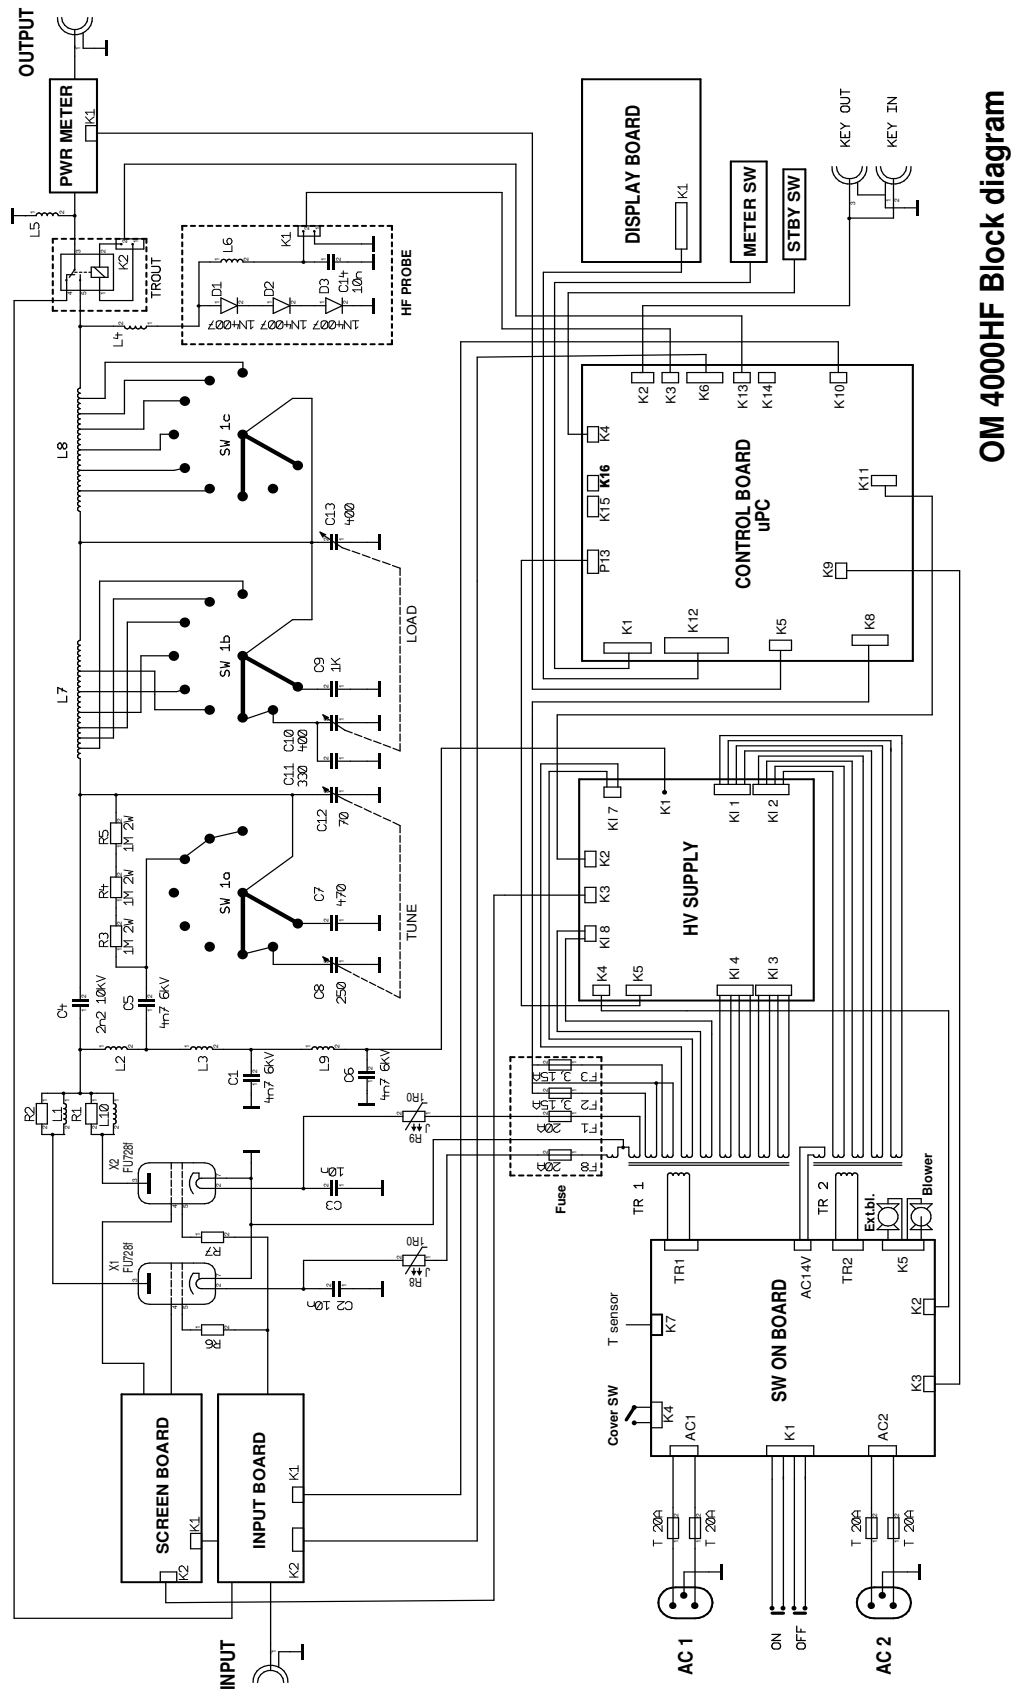 OM 4000HF Block diagram
OUTPUT
PWR METER
K1
L5
2
1
TROUT
K2
L4
HF PROBE
K1
L6
D1
D2
D3
1N4007
1N4007
1N4007
C14
10n
L8
SW 1c
C13
400
L7
SW 1b
C9
1K
C10
400
C11
330
LOAD
C12
70
R5
1M 2W
R4
1M 2W
R3
1M 2W
SW 1a
C7
470
C8
250
TUNE
C4
2n2 10kV
C5
4n7 6kV
L2
L3
C1
4n7 6kV
L9
C6
4n7 6kV
R2
L1
R1
L10
X2
FU728f
X1
FU728f
R7
R6
C3
10n
C2 10n
R9
1R0
R8
1R0
SCREEN BOARD
K2
K1
INPUT BOARD
K1
K2
INPUT
DISPLAY BOARD
K1
METER SW
STBY SW
KEY OUT
KEY IN
CONTROL BOARD
uPC
K2
K3
K6
K13
K14
K10
K4
K16
K15
P13
K11
K9
K1
K12
K5
K8
HV SUPPLY
Kl 7
K1
Kl 1
Kl 2
K2
K3
Kl 8
K4
K5
Kl 4
Kl 3
Fuse
F3
3,15A
F2
3,15A
F1
20A
F8
20A
TR 1
TR 2
Ext.bl.
Blower
SW ON BOARD
TR1
AC14V
TR2
K5
T sensor
K7
K2
K3
Cover SW
K4
AC1
K1
AC2
T 20A
T 20A
T 20A
T 20A
AC 1
ON
OFF
AC 2